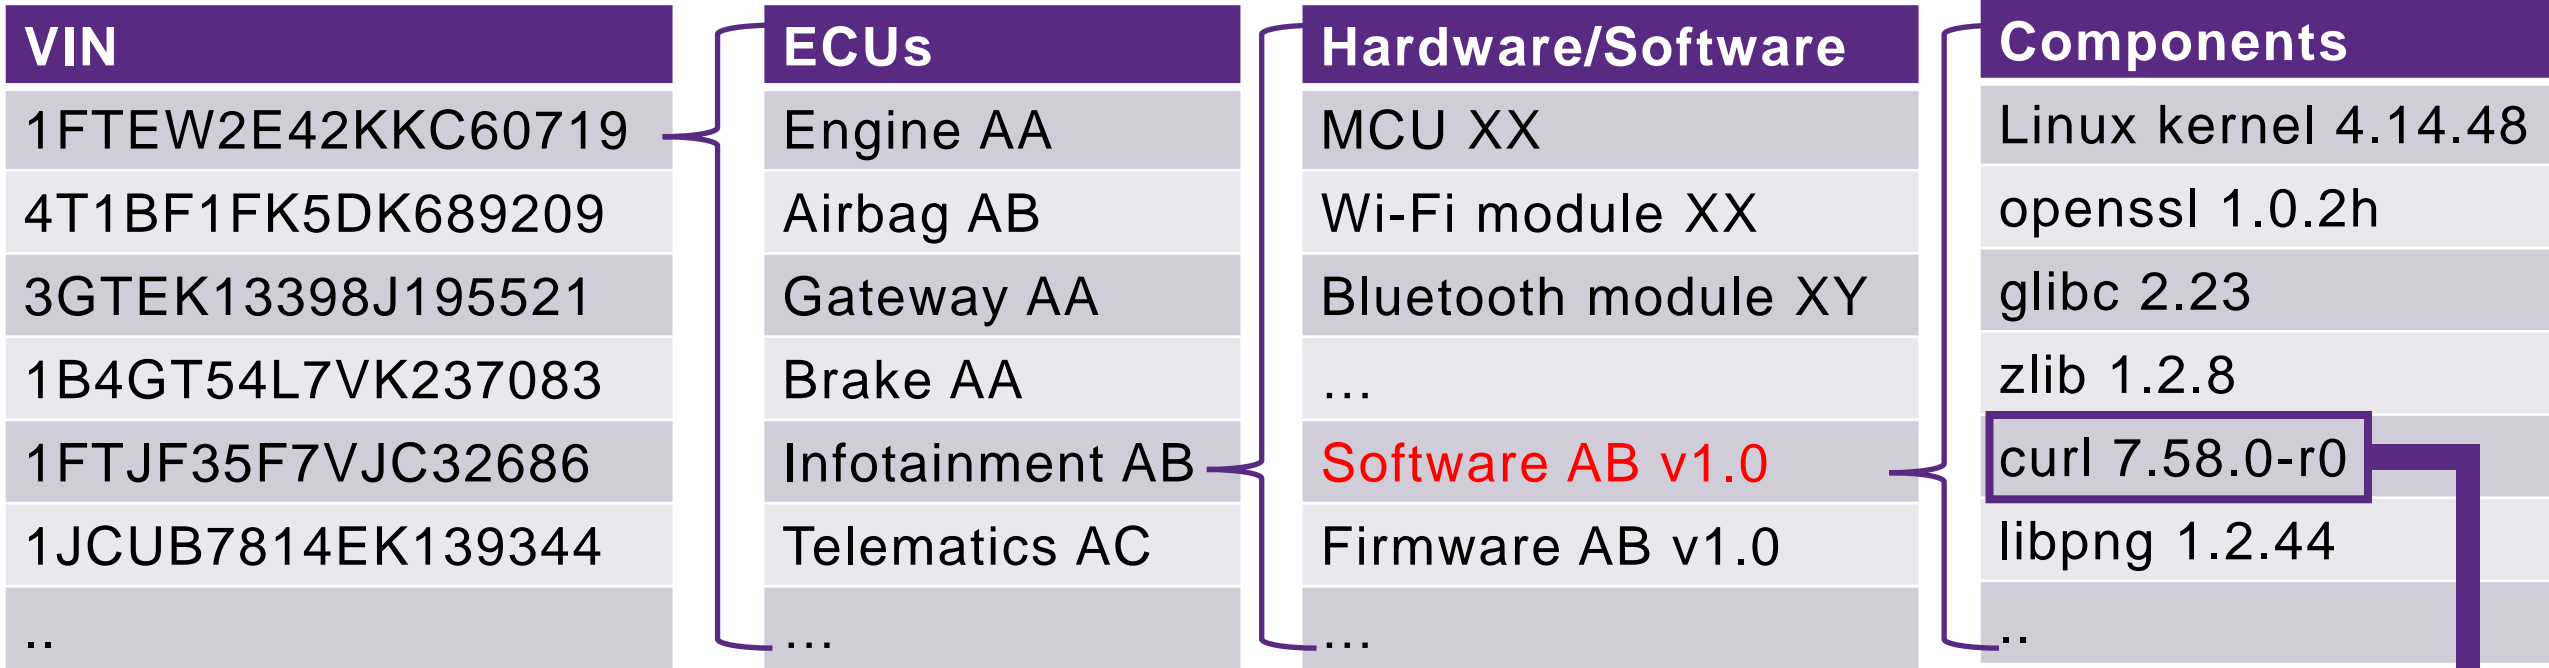 VIN
1FTEW2E42KKC60719
4T1BF1FK5DK689209
3GTEK13398J195521
1B4GT54L7VK237083
1FTJF35F7VJC32686
1JCUB7814EK139344
..
ECUs
Engine AA
Airbag AB
Gateway AA
Brake AA
Infotainment AB
Telematics AC
...
Hardware/Software
MCU XX
Wi-Fi module XX
Bluetooth module XY
...
Software AB v1.0
Firmware AB v1.0
...
Components
Linux kernel 4.14.48
openssl 1.0.2h
glibc 2.23
zlib 1.2.8
curl 7.58.0-r0
libpng 1.2.44
..